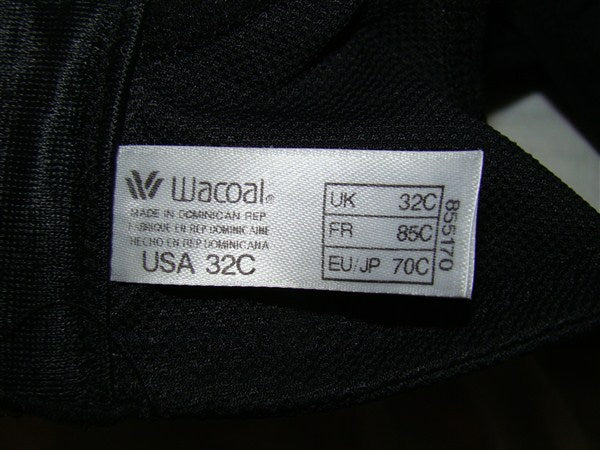 Wacoal®
MADE IN DOMINICAN REP
FABRIQUE EN REP DOMINICAINE
HECHO EN REP DOMINICANA
USA 32C
UK 32C
FR 85C
EU/JP 70C
855170